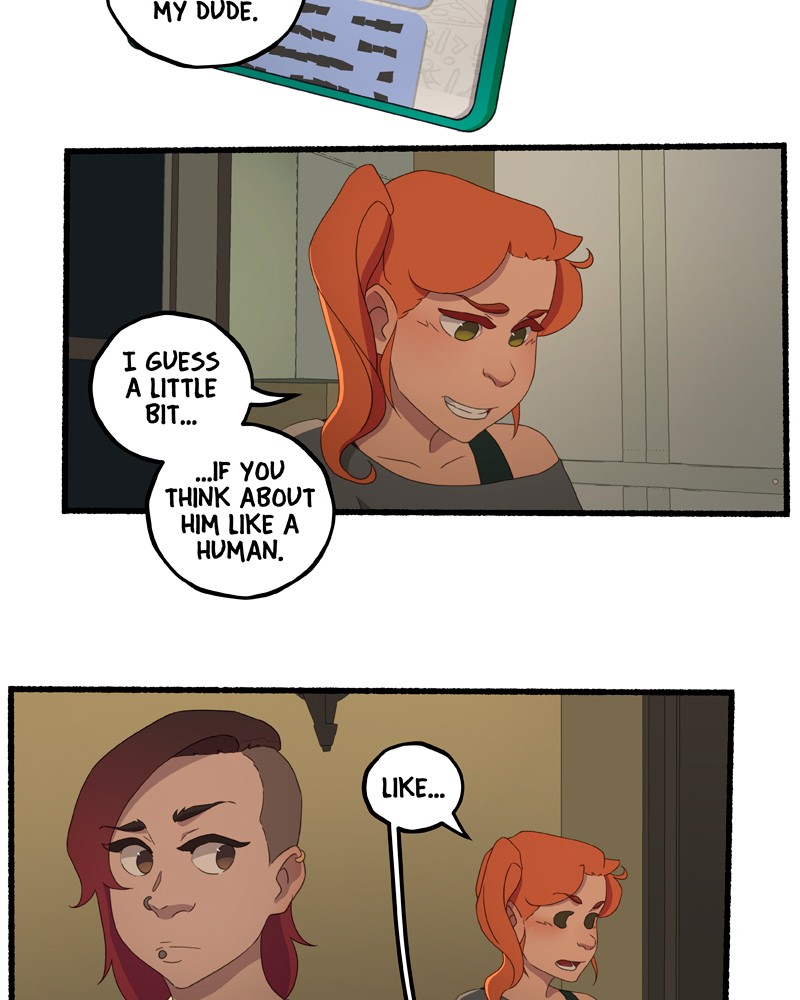 MY DUDE.
I GUESS
A LITTLE
BIT...
...IF YOU
THINK ABOUT
HIM LIKE A
HUMAN.
LIKE...